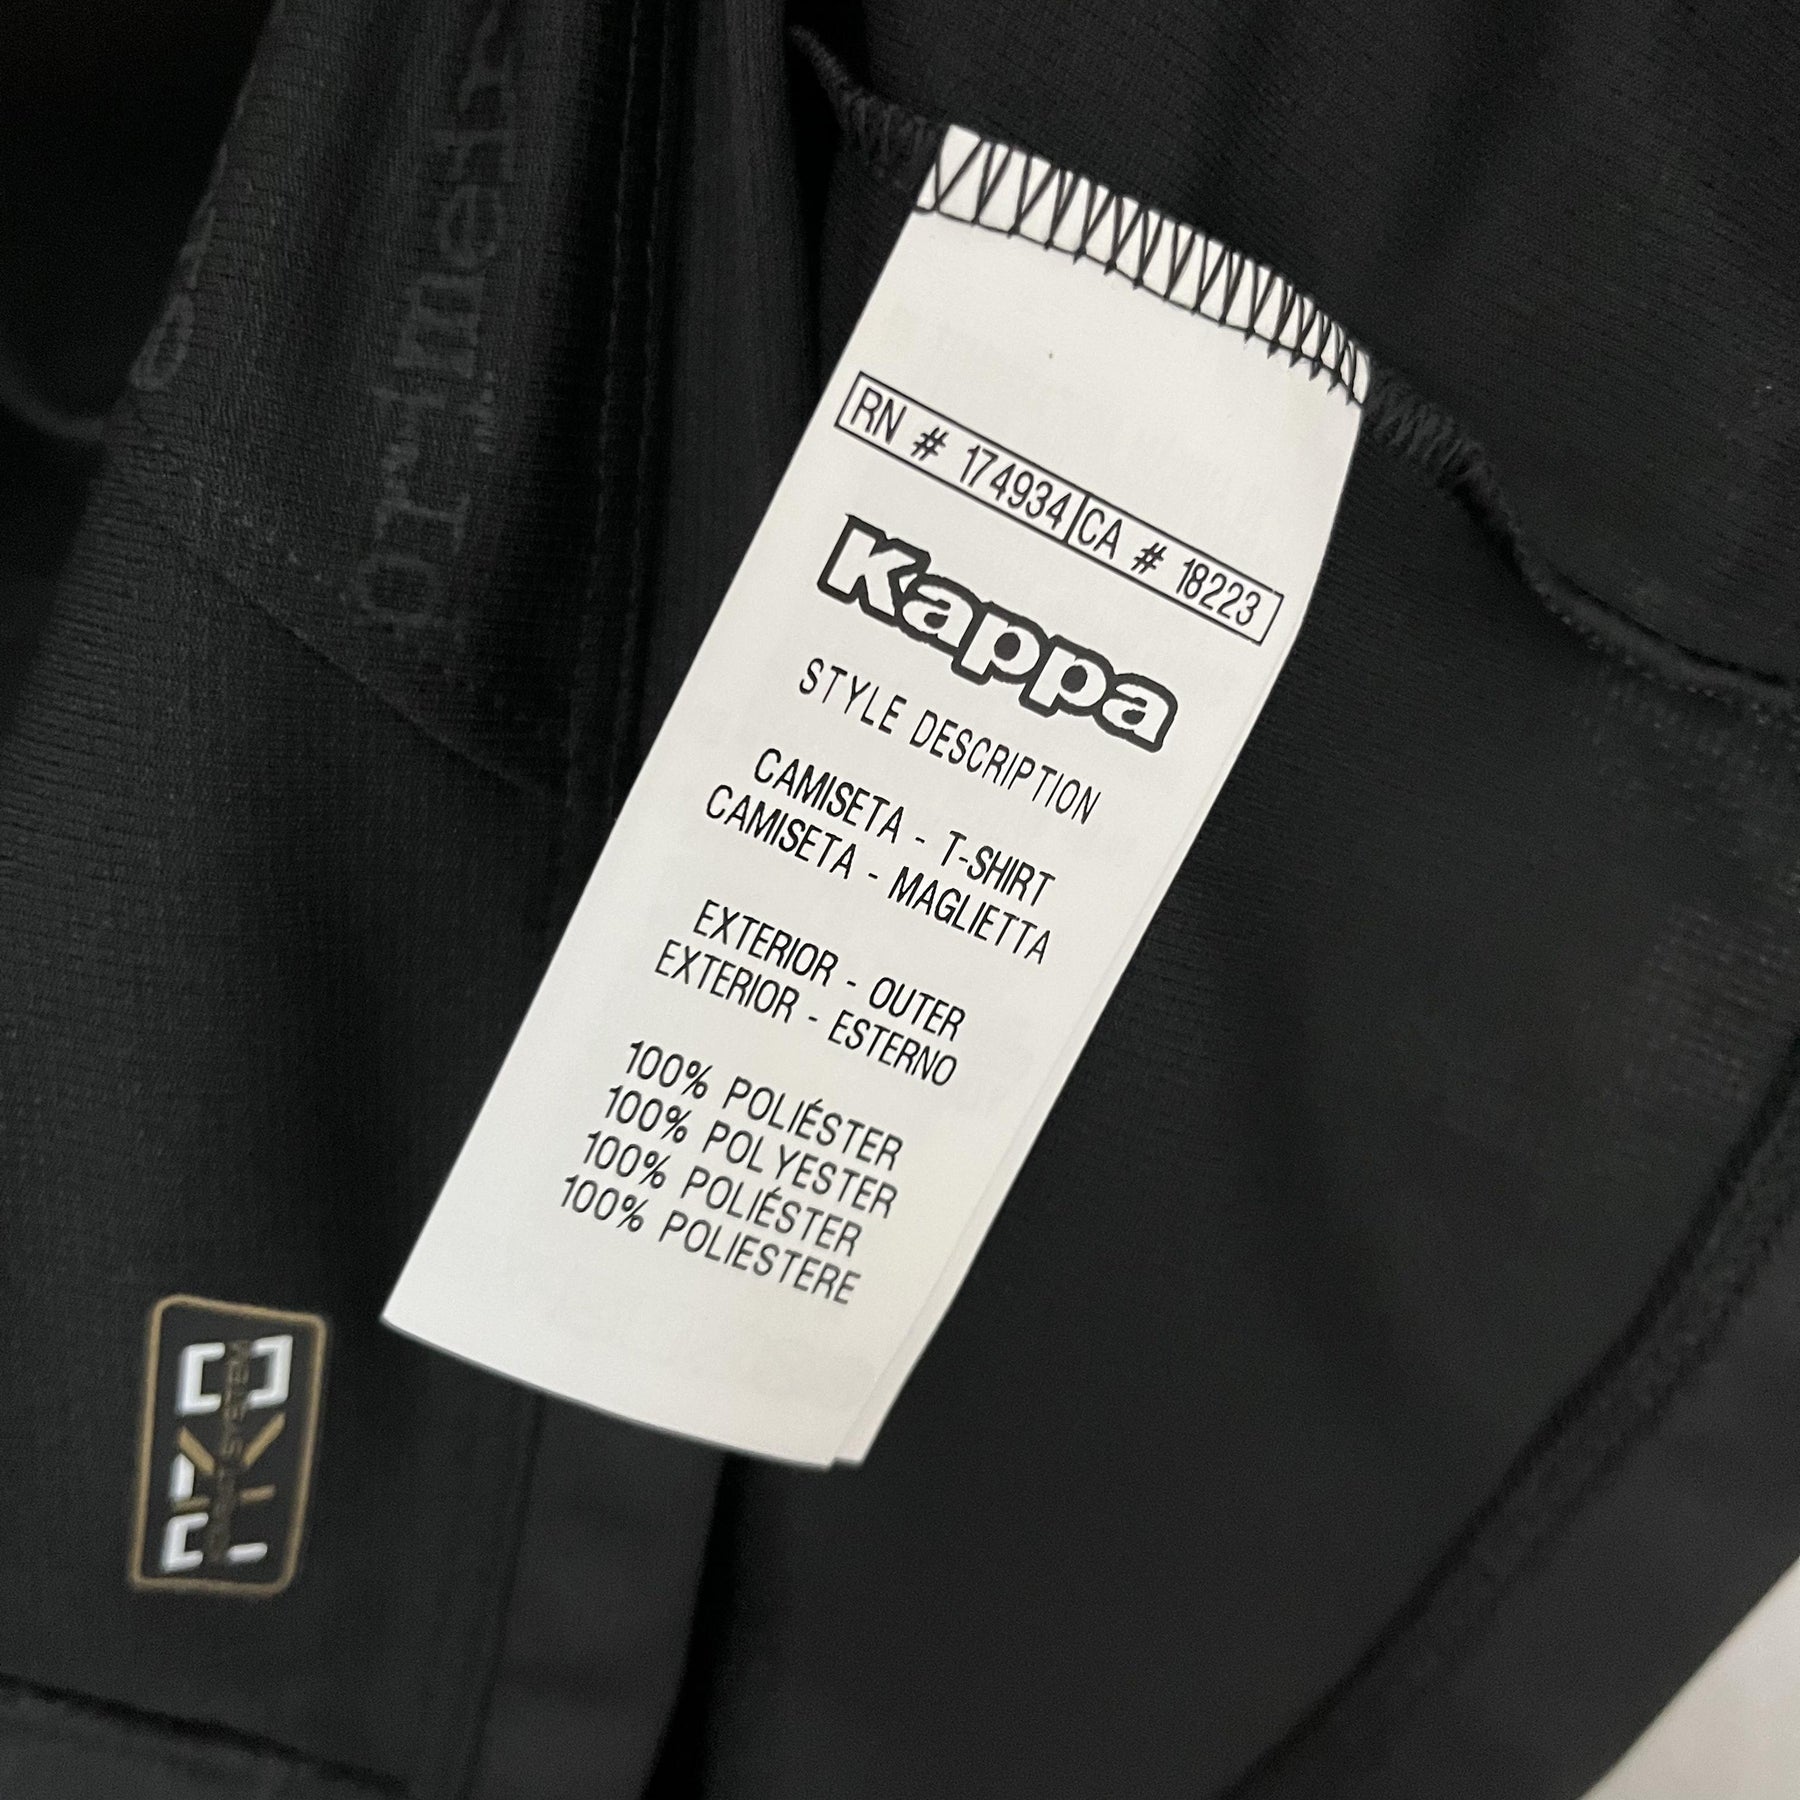 RN # 174934 CA # 18223
Kappa
STYLE DESCRIPTION
CAMISETA - T-SHIRT
CAMISETA - MAGLIETTA
EXTERIOR - OUTER
EXTERIOR - ESTERNO
100% POLIÉSTER
100% POLYESTER
100% POLIÉSTER
100% POLIESTERE